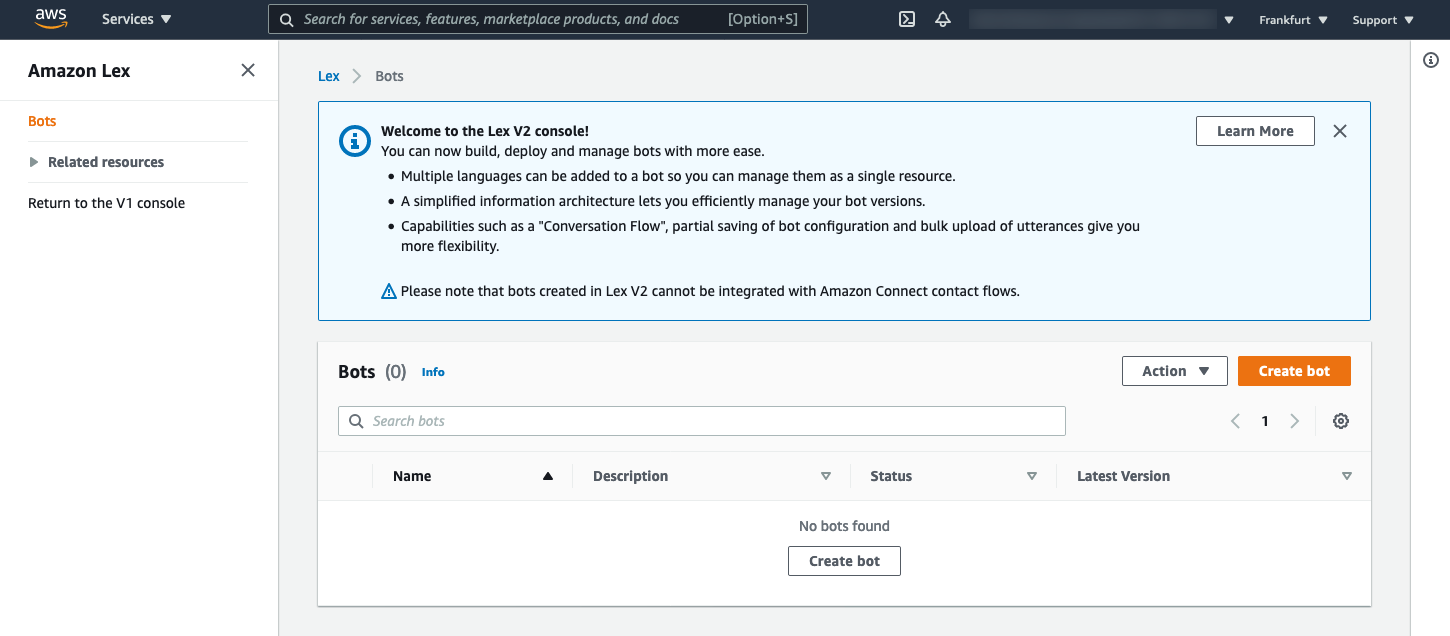 aws Services Search for services, features, marketplace products, and docs [Option+S] Frankfurt Support
Amazon Lex
Bots
Related resources
Return to the V1 console
Lex Bots
Welcome to the Lex V2 console! Learn More
You can now build, deploy and manage bots with more ease.
• Multiple languages can be added to a bot so you can manage them as a single resource.
• A simplified information architecture lets you efficiently manage your bot versions.
• Capabilities such as a "Conversation Flow", partial saving of bot configuration and bulk upload of utterances give you
more flexibility.
Please note that bots created in Lex V2 cannot be integrated with Amazon Connect contact flows.
Bots (0) Info Action Create bot
Search bots 1
Name Description Status Latest Version
No bots found
Create bot